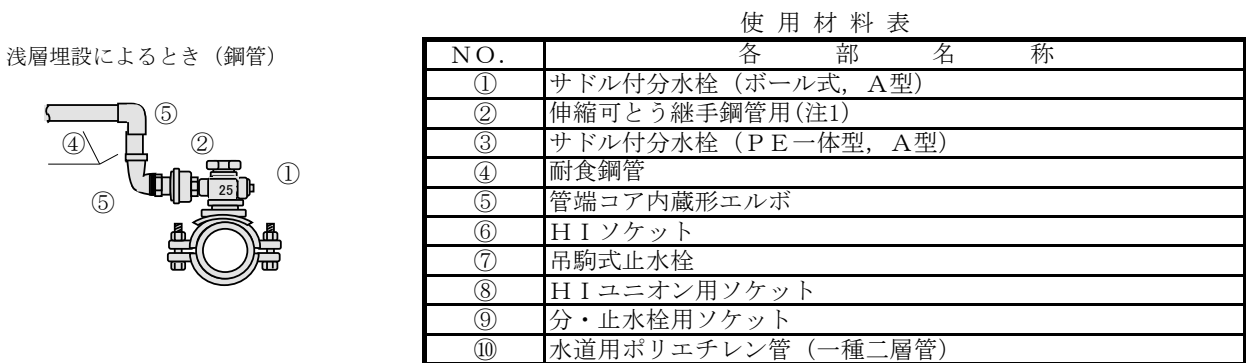 使用材料表
浅層埋設によるとき（鋼管）
⑤
④
②
①
25
⑤
NO. 各部名称
① サドル付分水栓（ボール式，A型）
② 伸縮可とう継手鋼管用(注1)
③ サドル付分水栓（PE一体型，A型）
④ 耐食鋼管
⑤ 管端コア内蔵形エルボ
⑥ HIソケット
⑦ 吊駒式止水栓
⑧ HIユニオン用ソケット
⑨ 分・止水栓用ソケット
⑩ 水道用ポリエチレン管（一種二層管）